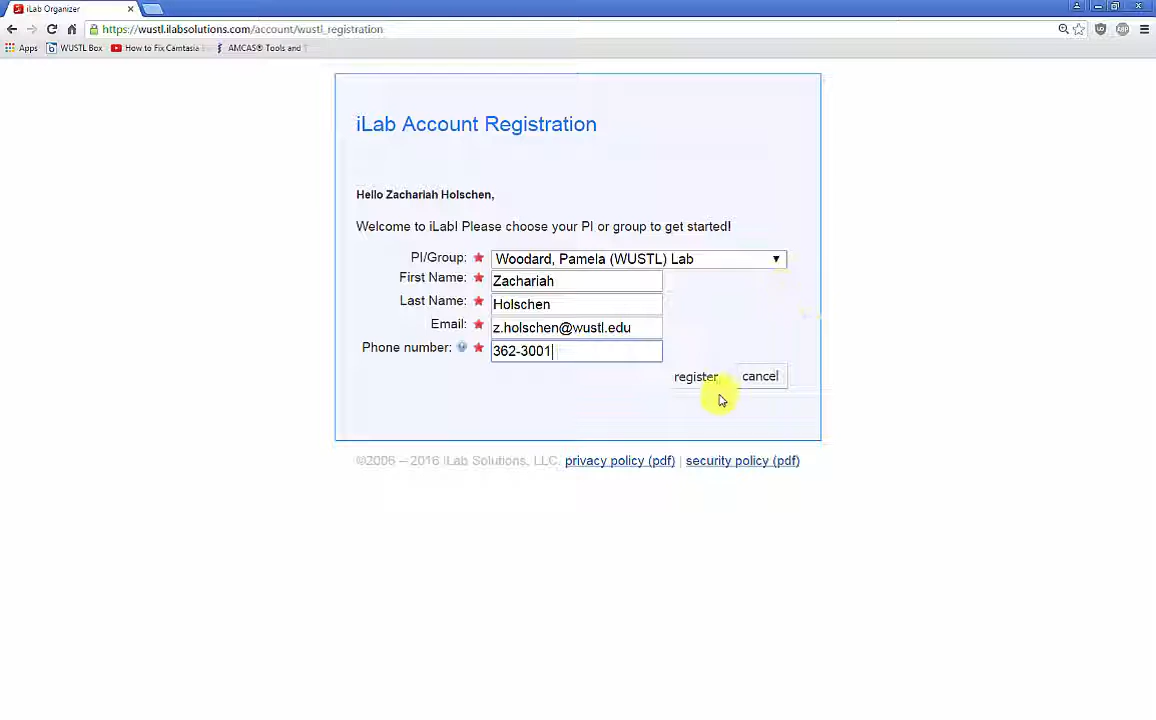 iLab Organizer
https://wustl.ilabsolutions.com/account/wustl_registration
Apps WUSTL Box How to Fix Camtasia AMCAS® Tools and
iLab Account Registration
Hello Zachariah Holschen,
Welcome to iLab! Please choose your PI or group to get started!
PI/Group: Woodard, Pamela (WUSTL) Lab
First Name: Zachariah
Last Name: Holschen
Email: z.holschen@wustl.edu
Phone number: 362-3001
register cancel
©2006 – 2016 iLab Solutions, LLC. privacy policy (pdf) | security policy (pdf)